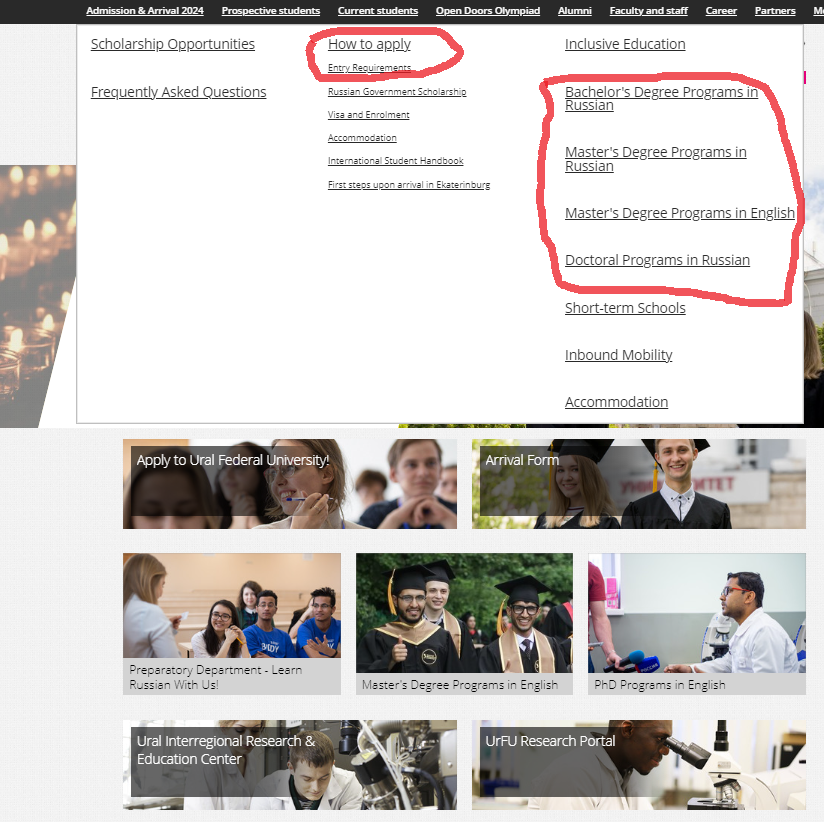 Admission & Arrival 2024 Prospective students Current students Open Doors Olympiad Alumni Faculty and staff Career Partners
Scholarship Opportunities
Frequently Asked Questions
How to apply
Entry Requirements
Russian Government Scholarship
Visa and Enrolment
Accommodation
International Student Handbook
First steps upon arrival in Ekaterinburg
Inclusive Education
Bachelor's Degree Programs in
Russian
Master's Degree Programs in
Russian
Master's Degree Programs in English
Doctoral Programs in Russian
Short-term Schools
Inbound Mobility
Accommodation
Apply to Ural Federal University!
Arrival Form
Preparatory Department - Learn
Russian With Us!
Master's Degree Programs in English
PhD Programs in English
Ural Interregional Research &
Education Center
UrFU Research Portal